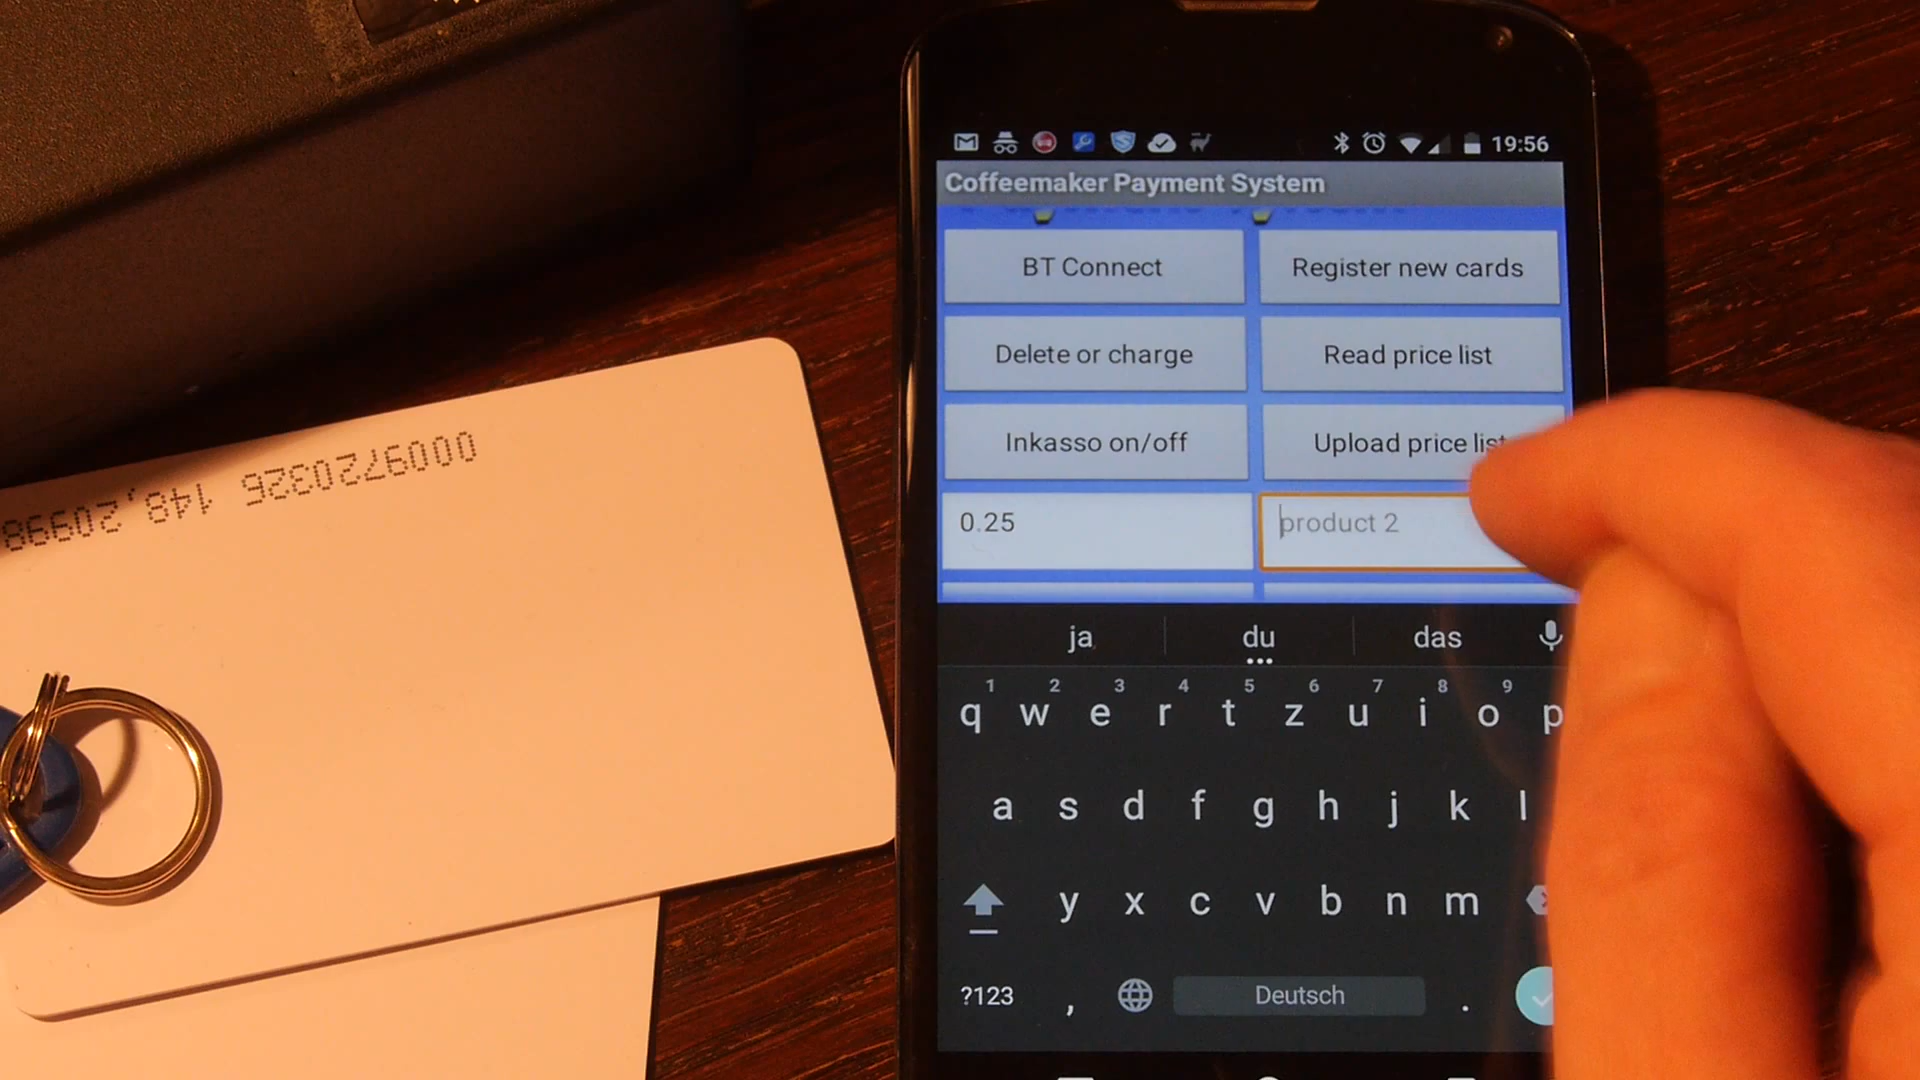 19:56
Coffeemaker Payment System
BT Connect
Register new cards
Delete or charge
Read price list
Inkasso on/off
Upload price list
0.25
product 2
ja
du
das
1 2 3 4 5 6 7 8 9
q w e r t z u i o p
a s d f g h j k l
y x c v b n m
?123 , Deutsch .
0009720326 148,20998